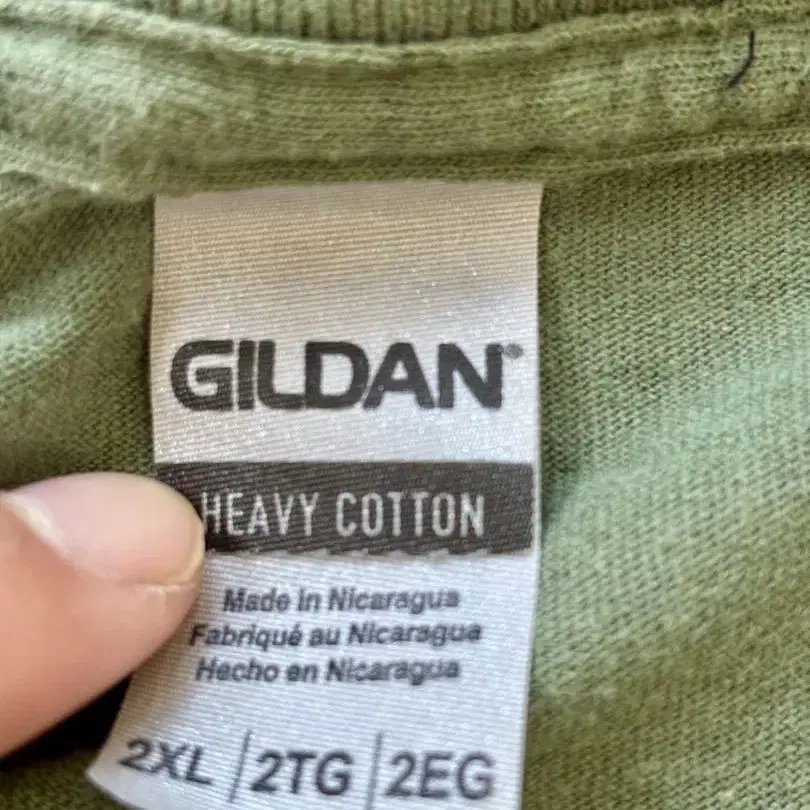 GILDAN®
HEAVY COTTON
Made in Nicaragua
Fabriqué au Nicaragua
Hecho en Nicaragua
2XL | 2TG | 2EG